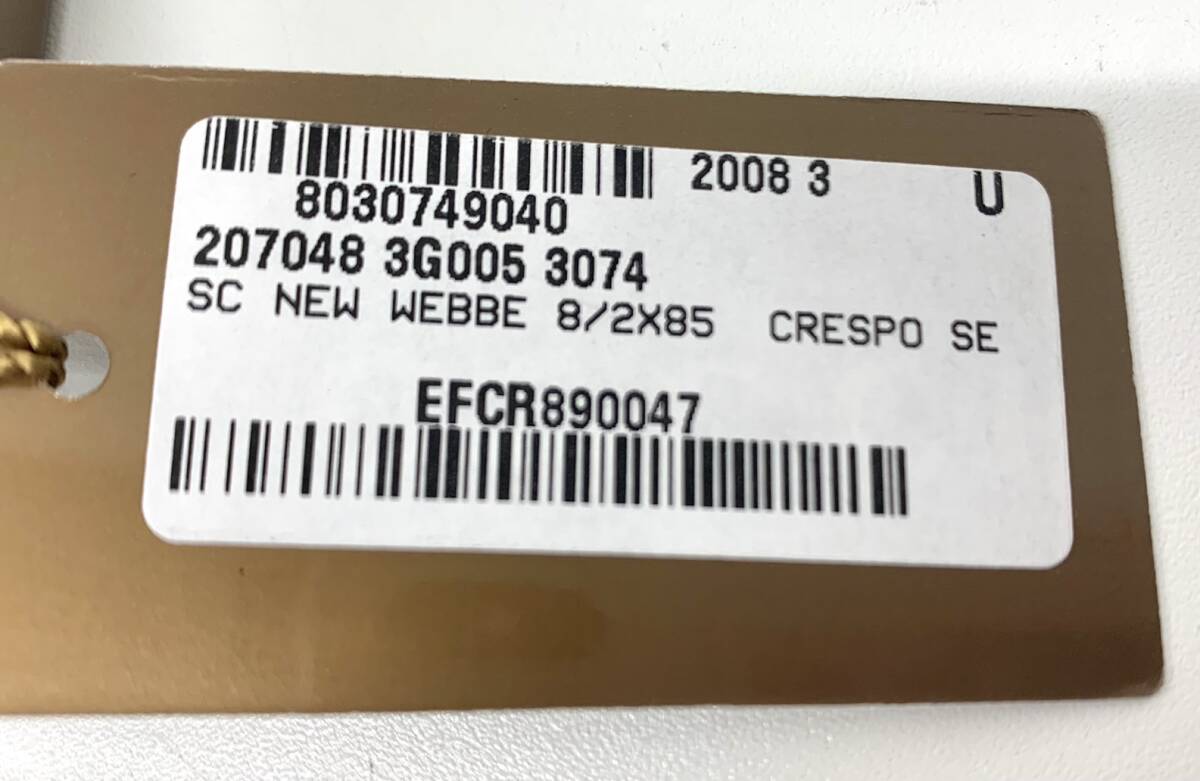 2008 3 U
8030749040
207048 3G005 3074
SC NEW WEBBE 8/2X85 CRESPO SE
EFCR890047